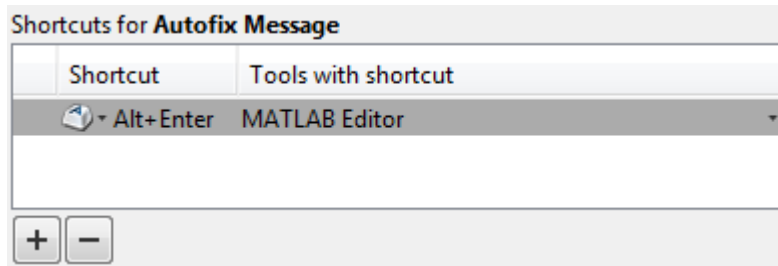 Shortcuts for Autofix Message
Shortcut Tools with shortcut
Alt+Enter MATLAB Editor